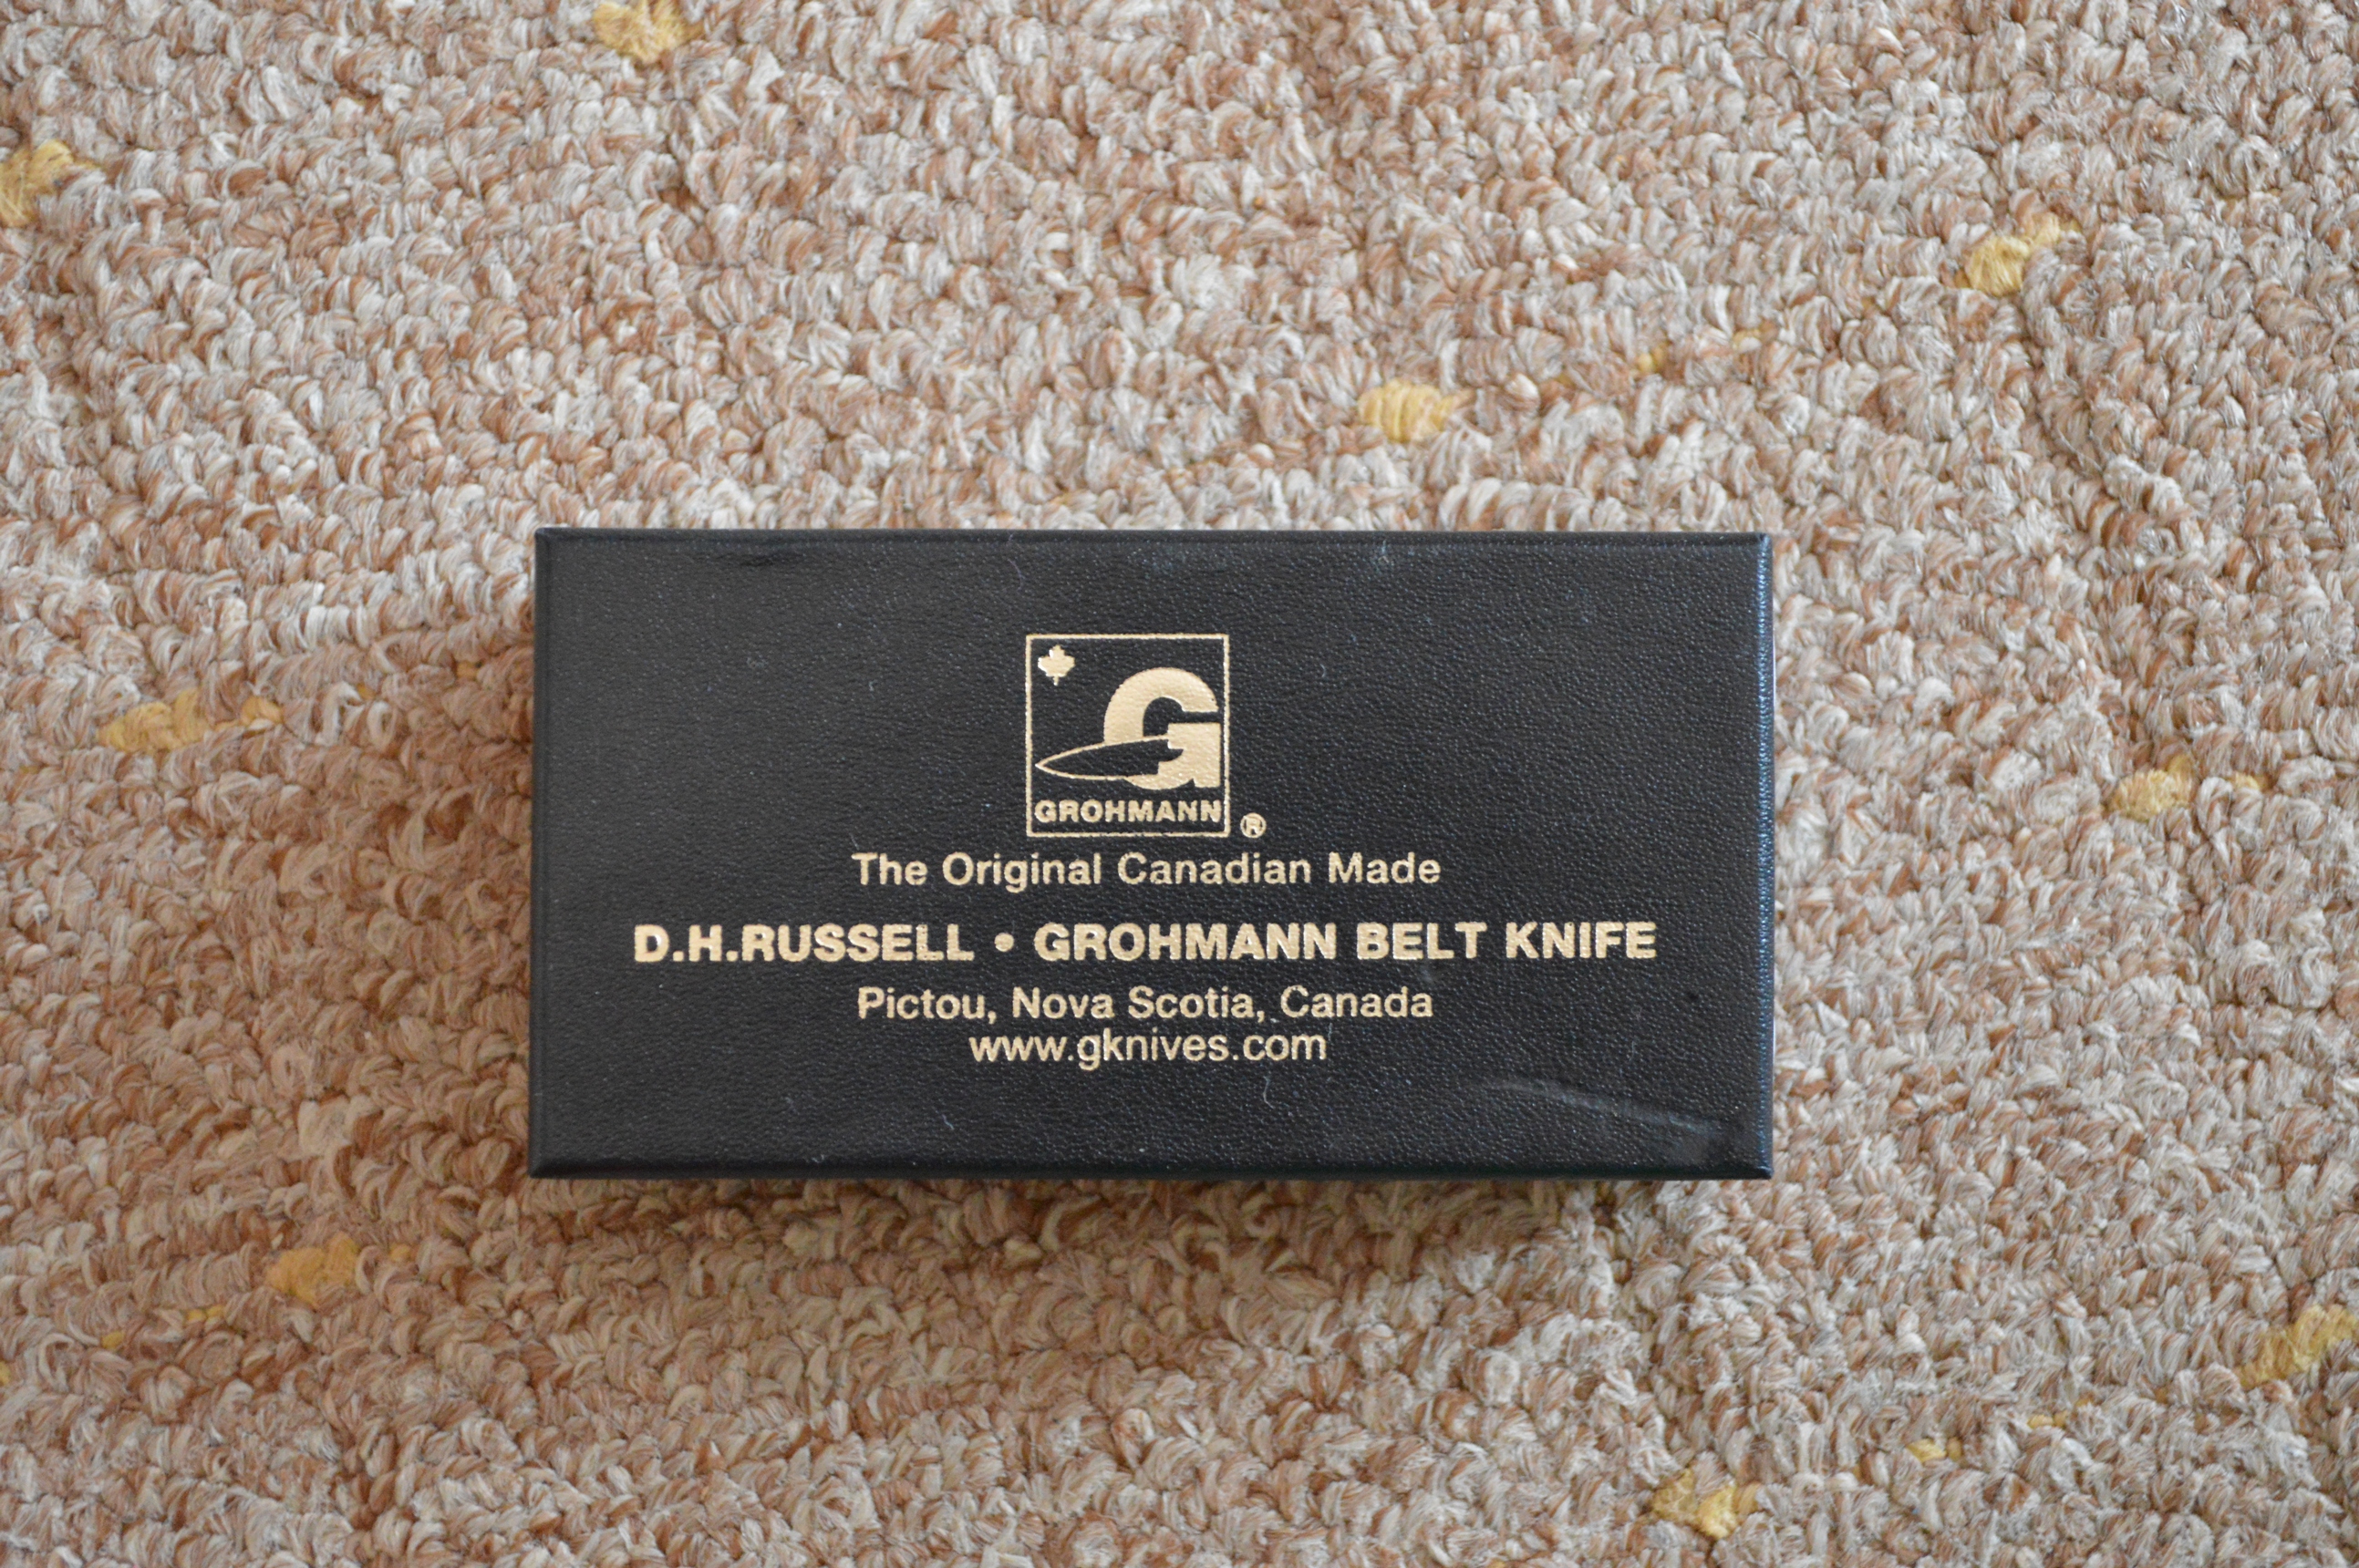 G
GROHMANN ®
The Original Canadian Made
D.H.RUSSELL • GROHMANN BELT KNIFE
Pictou, Nova Scotia, Canada
www.gknives.com